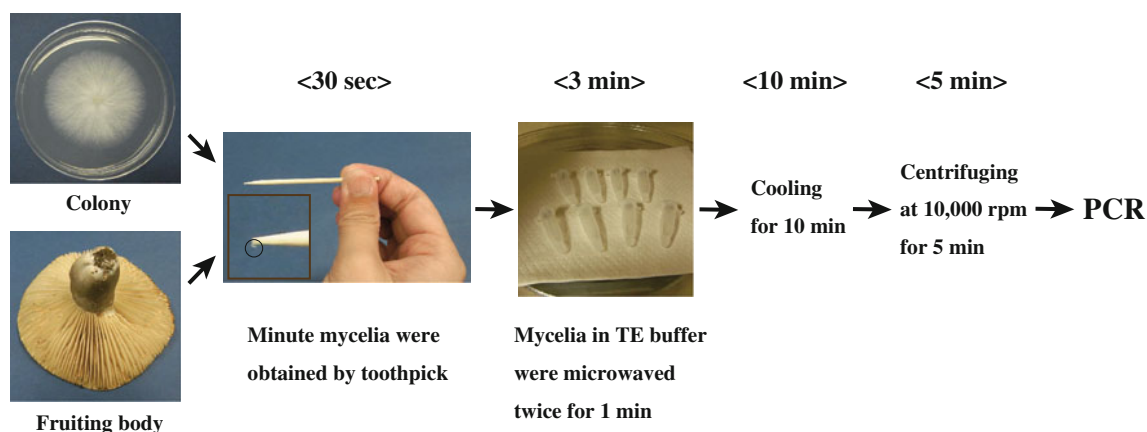 Colony
Fruiting body
<30 sec>
Minute mycelia were
obtained by toothpick
<3 min>
Mycelia in TE buffer
were microwaved
twice for 1 min
<10 min>
Cooling
for 10 min
<5 min>
Centrifuging
at 10,000 rpm
for 5 min
PCR